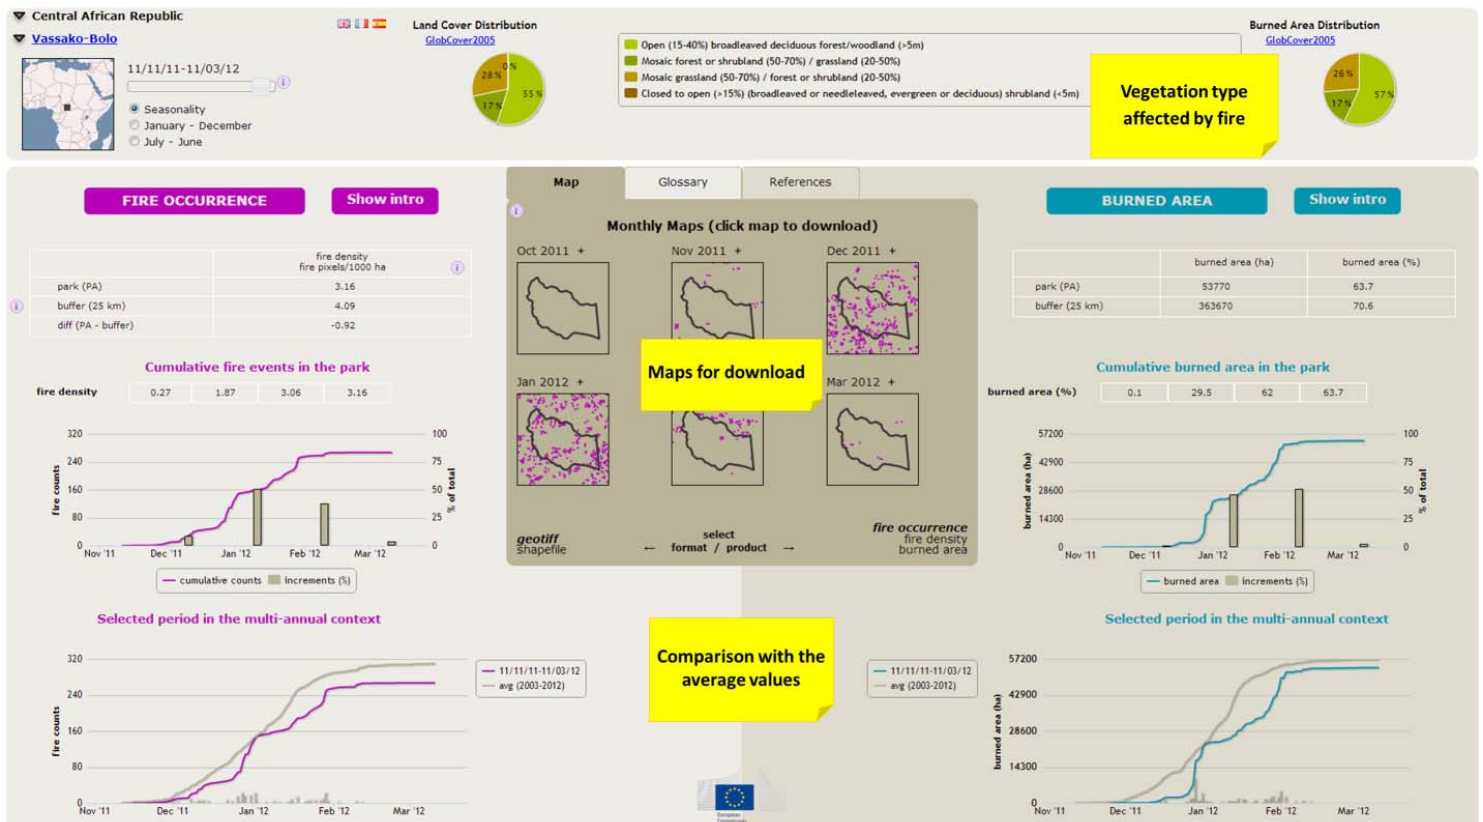 Central African Republic
Vassako-Bolo
11/11/11-11/03/12
Seasonality
January - December
July - June
Land Cover Distribution
GlobCover2005
0%
28%
17%
55%
Open (15-40%) broadleaved deciduous forest/woodland (>5m)
Mosaic forest or shrubland (50-70%) / grassland (20-50%)
Mosaic grassland (50-70%) / forest or shrubland (20-50%)
Closed to open (>15%) (broadleaved or needleleaved, evergreen or deciduous) shrubland (<5m)
Vegetation type
affected by fire
Burned Area Distribution
GlobCover2005
26%
17%
57%
FIRE OCCURRENCE
Show intro
fire density
fire pixels/1000 ha
park (PA) 3.16
buffer (25 km) 4.09
diff (PA - buffer) -0.92
Cumulative fire events in the park
fire density 0.27 1.87 3.06 3.16
320
240
160
80
0
fire counts
100
75
50
25
0
% of total
Nov '11 Dec '11 Jan '12 Feb '12 Mar '12
cumulative counts increments (%)
Selected period in the multi-annual context
320
240
160
80
0
fire counts
Nov '11 Dec '11 Jan '12 Feb '12 Mar '12
11/11/11-11/03/12
avg (2003-2012)
Map Glossary References
Monthly Maps (click map to download)
Oct 2011 + Nov 2011 + Dec 2011 +
Jan 2012 + Mar 2012 +
Maps for download
geotiff
shapefile
select
← format / product →
fire occurrence
fire density
burned area
Comparison with the
average values
European
Commission
BURNED AREA
Show intro
burned area (ha) burned area (%)
park (PA) 53770 63.7
buffer (25 km) 363670 70.6
Cumulative burned area in the park
burned area (%) 0.1 29.5 62 63.7
57200
42900
28600
14300
0
burned area (ha)
100
75
50
25
0
% of total
Nov '11 Dec '11 Jan '12 Feb '12 Mar '12
burned area increments (%)
Selected period in the multi-annual context
11/11/11-11/03/12
avg (2003-2012)
57200
42900
28600
14300
0
burned area (ha)
Nov '11 Dec '11 Jan '12 Feb '12 Mar '12